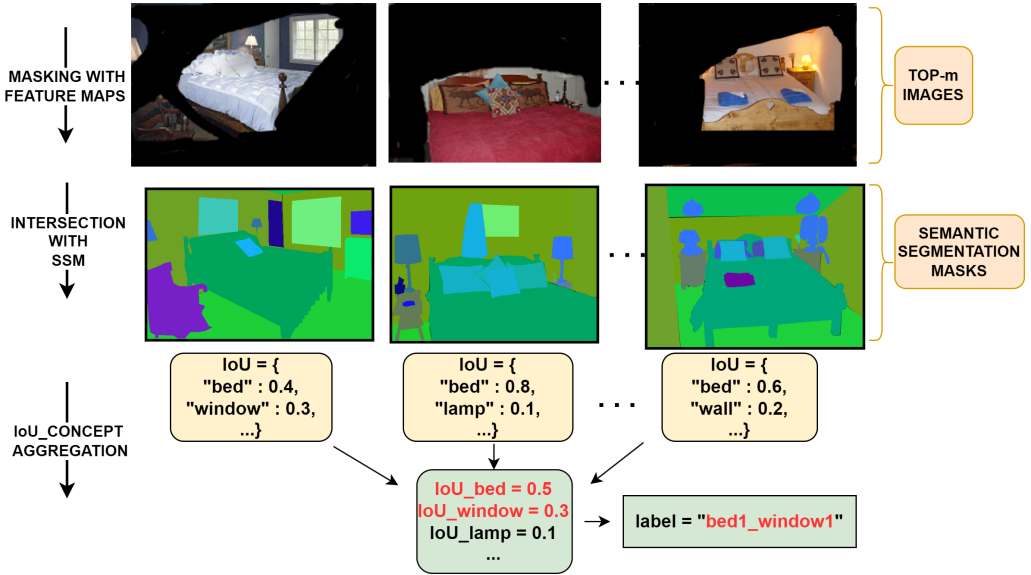 MASKING WITH
FEATURE MAPS
. . .
TOP-m
IMAGES
INTERSECTION
WITH
SSM
. . .
SEMANTIC
SEGMENTATION
MASKS
IoU = {
"bed" : 0.4,
"window" : 0.3,
...}
IoU = {
"bed" : 0.8,
"lamp" : 0.1,
...}
. . .
IoU = {
"bed" : 0.6,
"wall" : 0.2,
...}
IoU_CONCEPT
AGGREGATION
IoU_bed = 0.5
IoU_window = 0.3
IoU_lamp = 0.1
...
label = "bed1_window1"